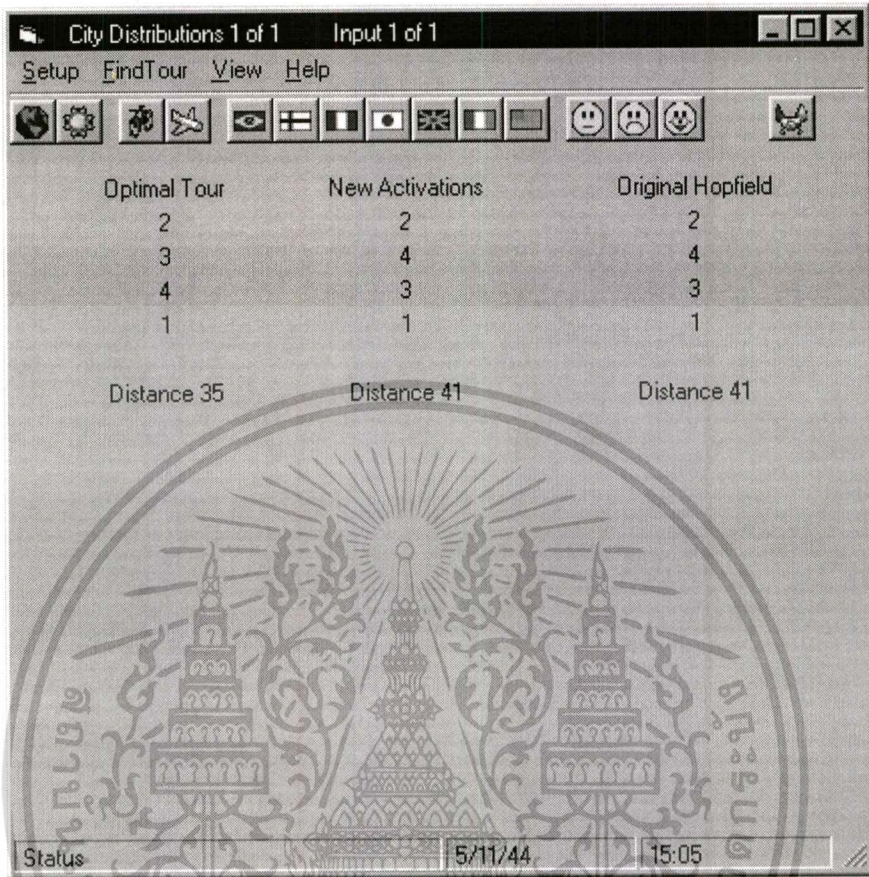 City Distributions 1 of 1 Input 1 of 1
Setup FindTour View Help
Optimal Tour New Activations Original Hopfield
2 2 2
3 4 4
4 3 3
1 1 1
Distance 35 Distance 41 Distance 41
Status 5/11/44 15:05